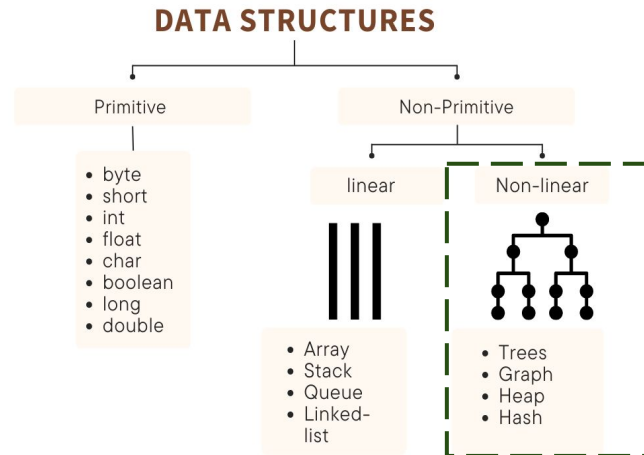 DATA STRUCTURES
Primitive
Non-Primitive
• byte
• short
• int
• float
• char
• boolean
• long
• double
linear
Non-linear
• Array
• Stack
• Queue
• Linked-
list
• Trees
• Graph
• Heap
• Hash